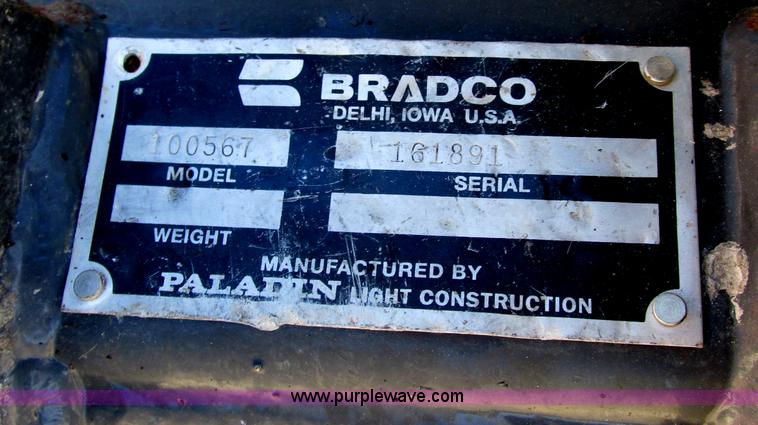 BRADCO
DELHI, IOWA U.S.A.
100567 161891
MODEL SERIAL
WEIGHT
MANUFACTURED BY
PALADIN LIGHT CONSTRUCTION
www.purplewave.com